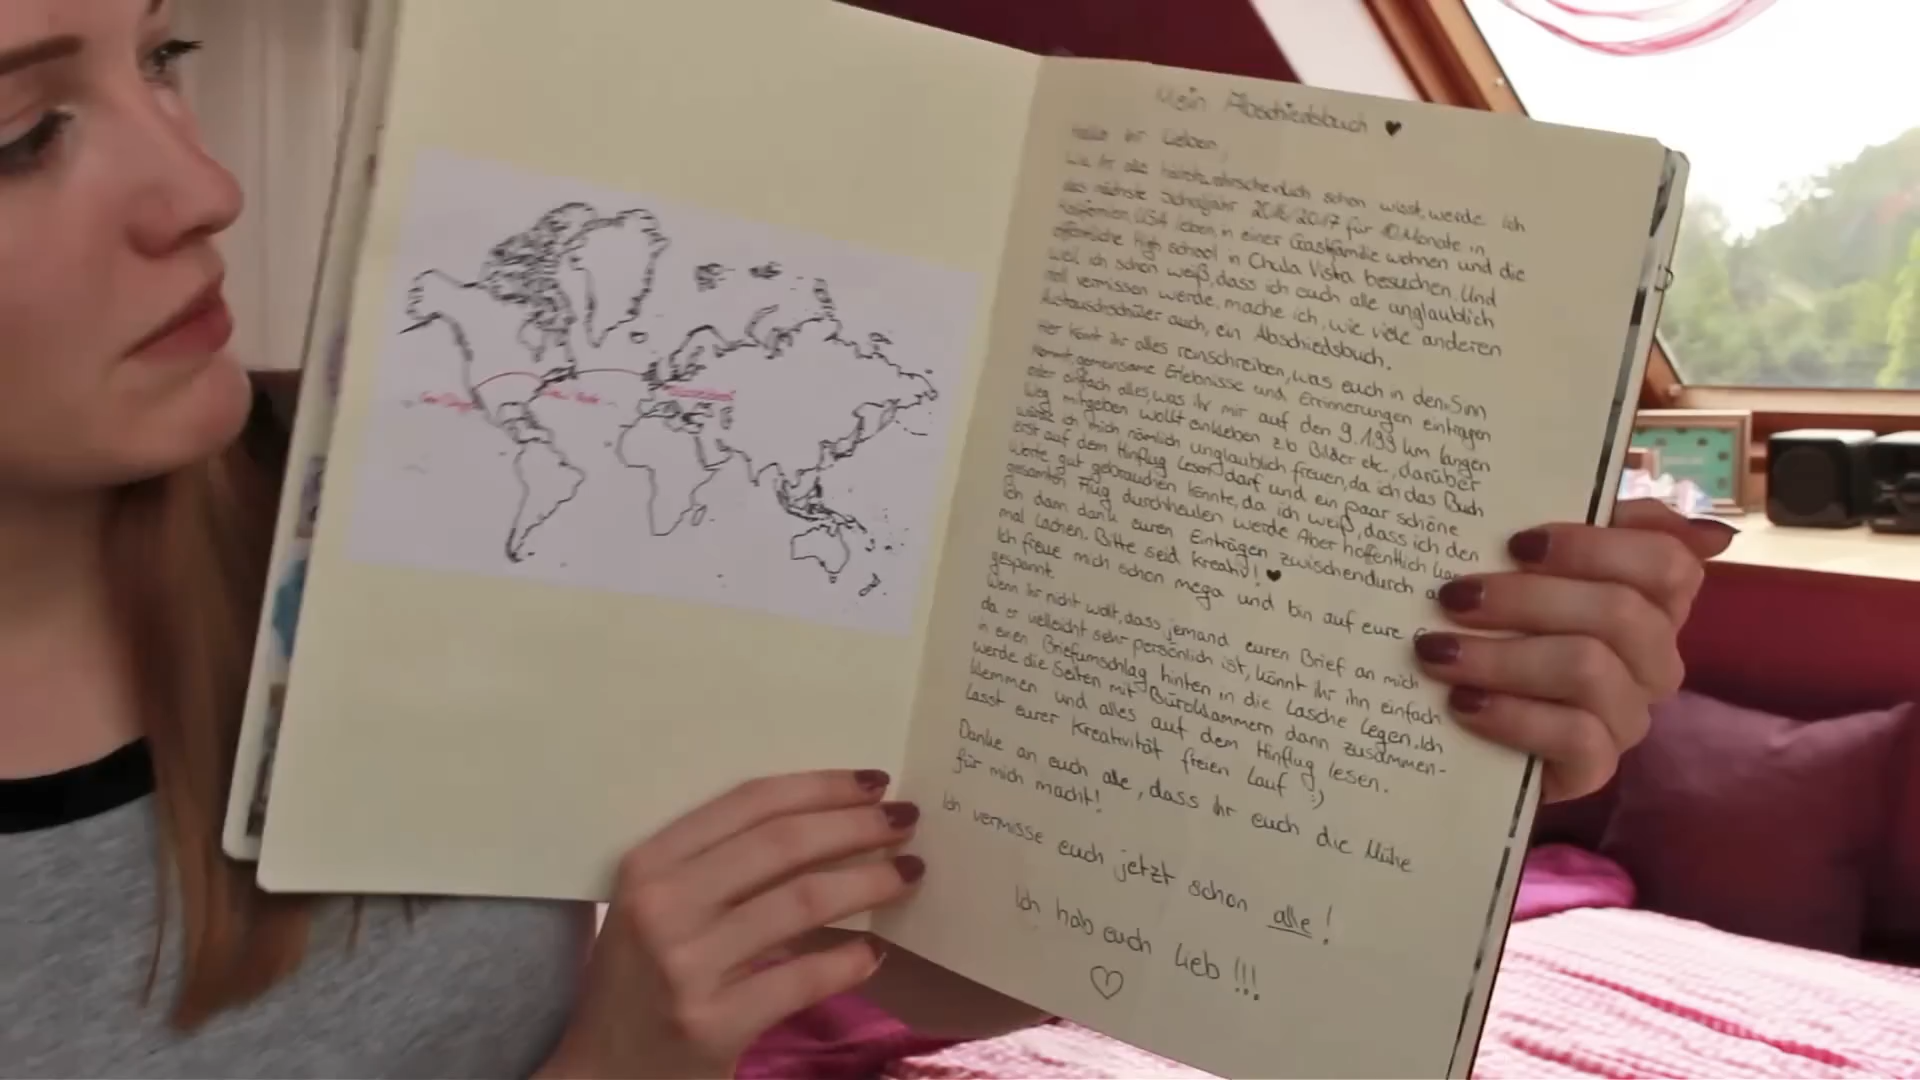 Mein Abschiedsbuch ♥
Hallo ihr Lieben,
wie ihr alle höchstwahrscheinlich schon wisst, werde ich
das nächste Schuljahr 2016/2017 für 10 Monate in
Kalifornien, USA leben, in einer Gastfamilie wohnen und die
öffentliche High school in Chula Vista besuchen. Und
weil ich schon weiß, dass ich euch alle unglaublich
doll vermissen werde, mache ich, wie viele anderen
Austauschschüler auch, ein Abschiedsbuch.
Hier könnt ihr alles reinschreiben, was euch in den Sinn
kommt, gemeinsame Erlebnisse und Erinnerungen eintragen
oder einfach alles, was ihr mir auf den 9.199 km langen
Weg mitgeben wollt einkleben z.b Bilder etc., darüber
würde ich mich nämlich unglaublich freuen, da ich das Buch
erst auf dem Hinflug lesen darf und ein paar schöne
Worte gut gebrauchen könnte, da ich weiß, dass ich den
gesamten Flug durchheulen werde. Aber hoffentlich kann
ich dann dank euren Einträgen zwischendurch
mal lachen. Bitte seid kreativ! ♥
Ich freue mich schon mega und bin auf eure
gespannt.
Wenn ihr nicht wollt, dass jemand euren Brief an mich
da er vielleicht sehr persönlich ist, könnt ihr ihn einfach
in einen Briefumschlag hinten in die Lasche legen. Ich
werde die Seiten mit Büroklammern dann zusammen-
klemmen und alles auf dem Hinflug lesen.
Lasst eurer Kreativität freien Lauf :)
Danke an euch alle, dass ihr euch die Mühe
für mich macht!
Ich vermisse euch jetzt schon alle!
Ich hab euch lieb!!!